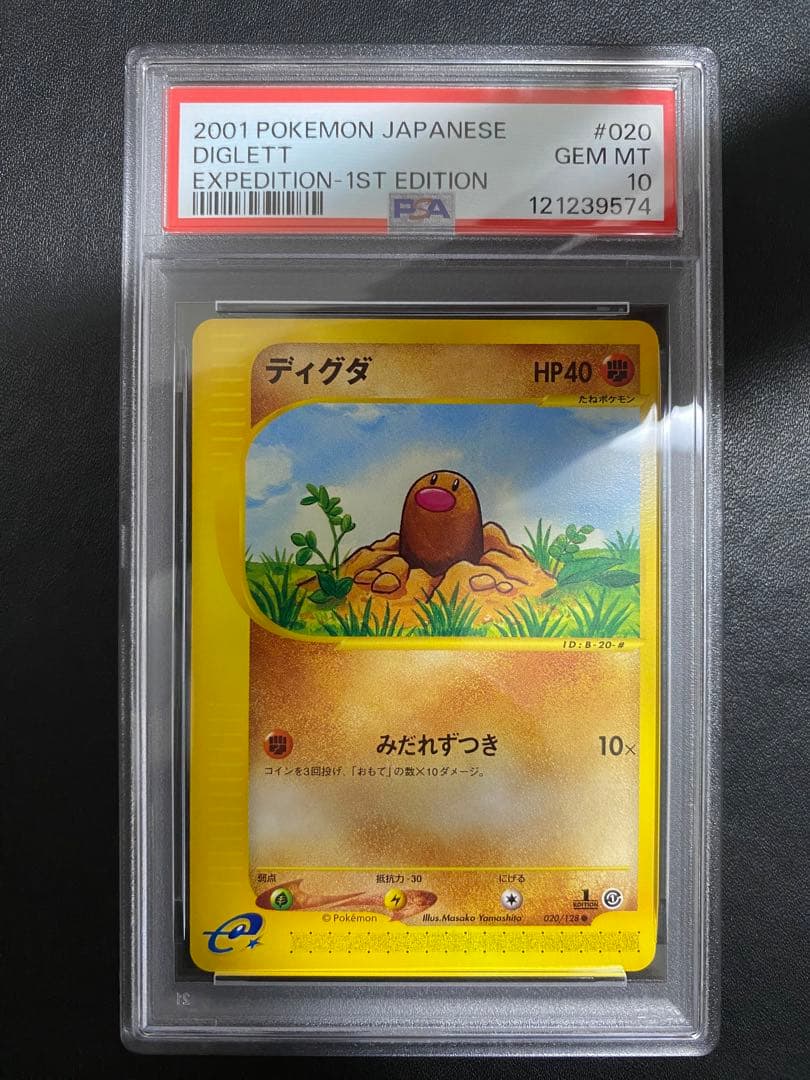 2001 POKEMON JAPANESE #020
DIGLETT GEM MT
EXPEDITION-1ST EDITION 10
PSA 121239574
ディグダ HP40
たねポケモン
ID:B-20-#
みだれずつき 10×
コインを3回投げ、「おもて」の数×10ダメージ。
弱点 抵抗力 -30 にげる
1 EDITION
© Pokémon Illus.Masako Yamashita 020/128 ●
e